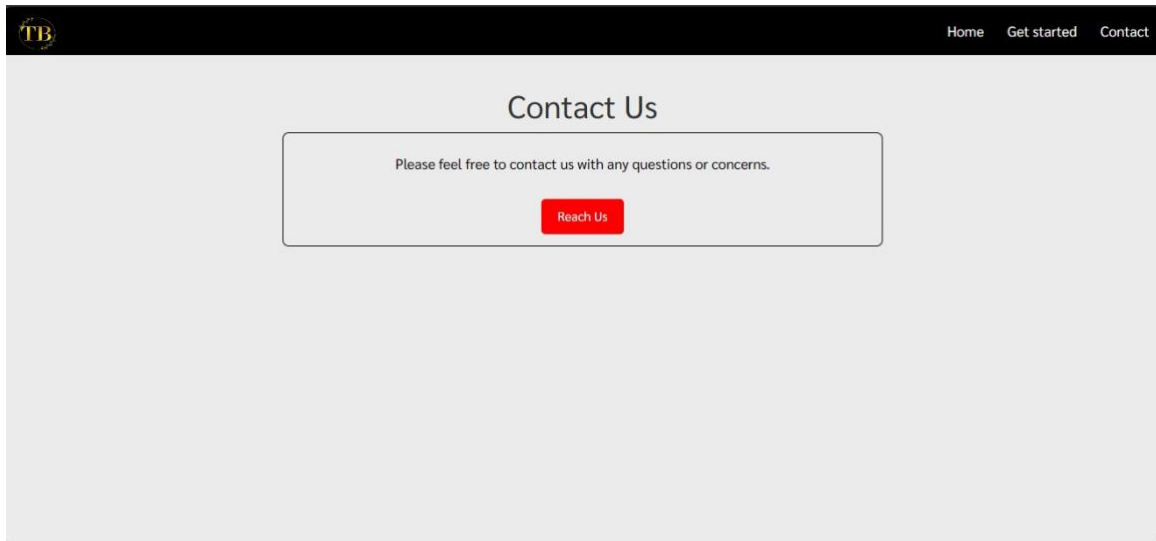 TB
Home Get started Contact
Contact Us
Please feel free to contact us with any questions or concerns.
Reach Us